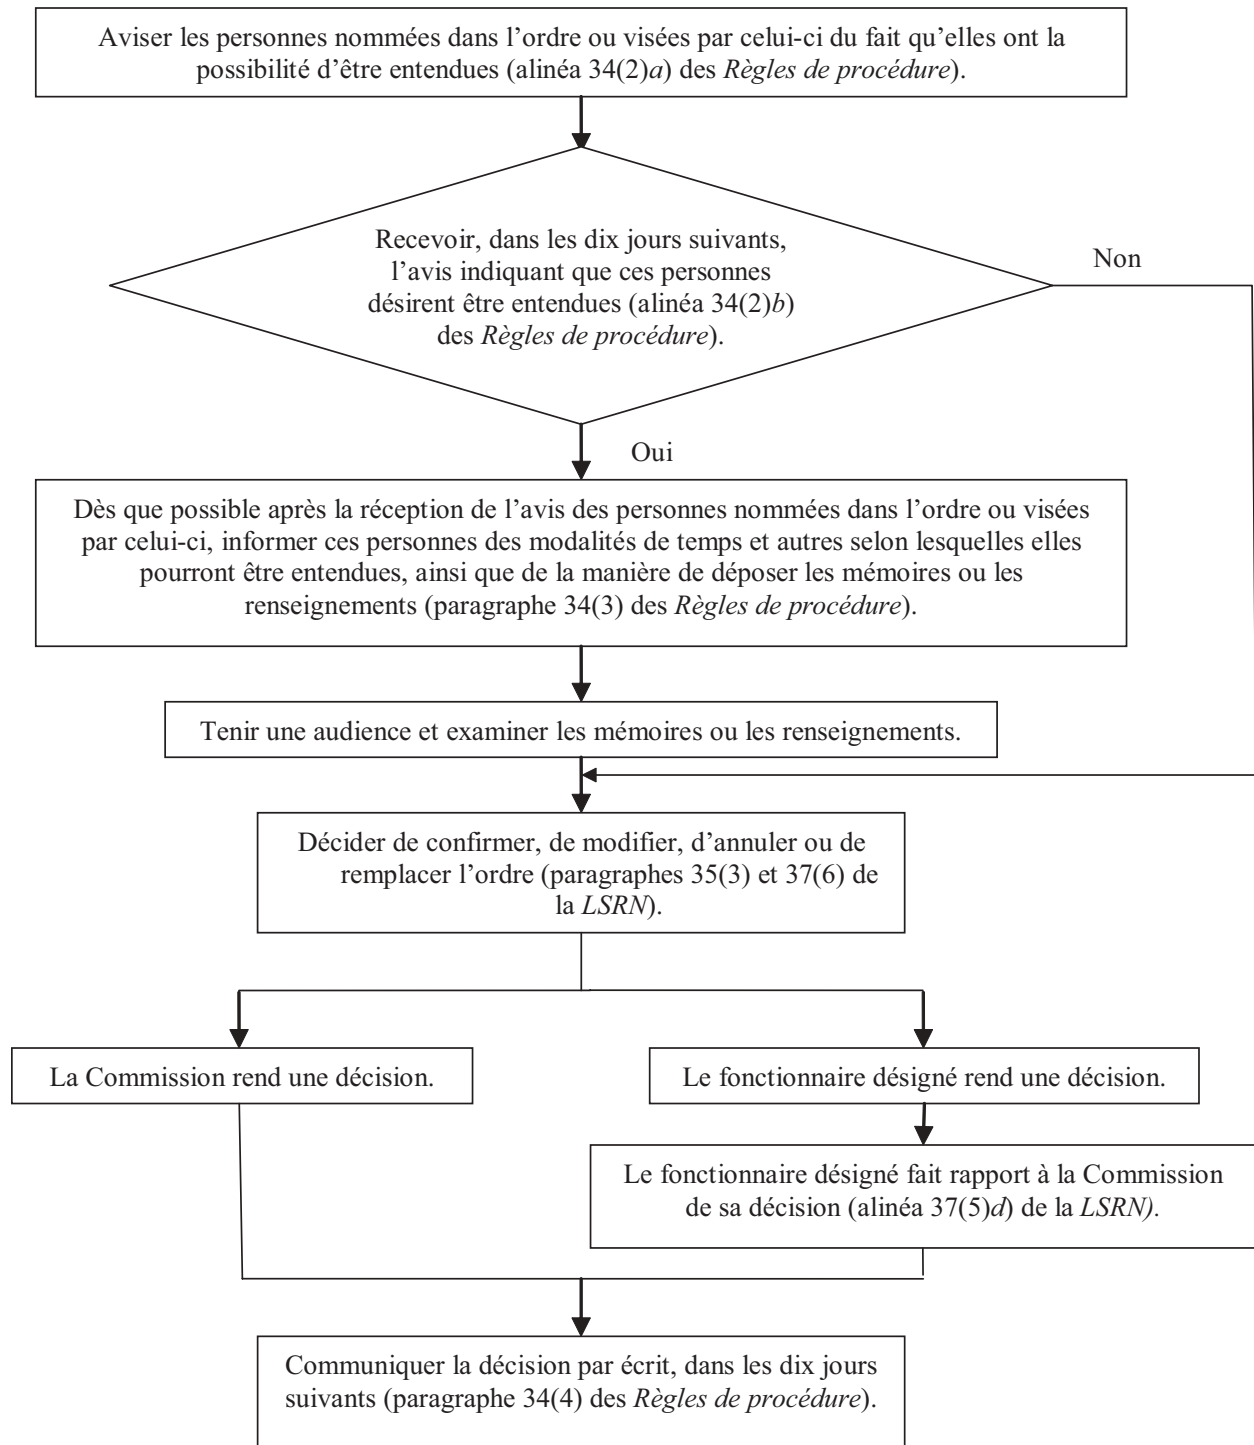 Aviser les personnes nommées dans l’ordre ou visées par celui-ci du fait qu’elles ont la
possibilité d’être entendues (alinéa 34(2)a) des Règles de procédure).
Recevoir, dans les dix jours suivants,
l’avis indiquant que ces personnes
désirent être entendues (alinéa 34(2)b)
des Règles de procédure).
Non
Oui
Dès que possible après la réception de l’avis des personnes nommées dans l’ordre ou visées
par celui-ci, informer ces personnes des modalités de temps et autres selon lesquelles elles
pourront être entendues, ainsi que de la manière de déposer les mémoires ou les
renseignements (paragraphe 34(3) des Règles de procédure).
Tenir une audience et examiner les mémoires ou les renseignements.
Décider de confirmer, de modifier, d’annuler ou de
remplacer l’ordre (paragraphes 35(3) et 37(6) de
la LSRN).
La Commission rend une décision.
Le fonctionnaire désigné rend une décision.
Le fonctionnaire désigné fait rapport à la Commission
de sa décision (alinéa 37(5)d) de la LSRN).
Communiquer la décision par écrit, dans les dix jours
suivants (paragraphe 34(4) des Règles de procédure).